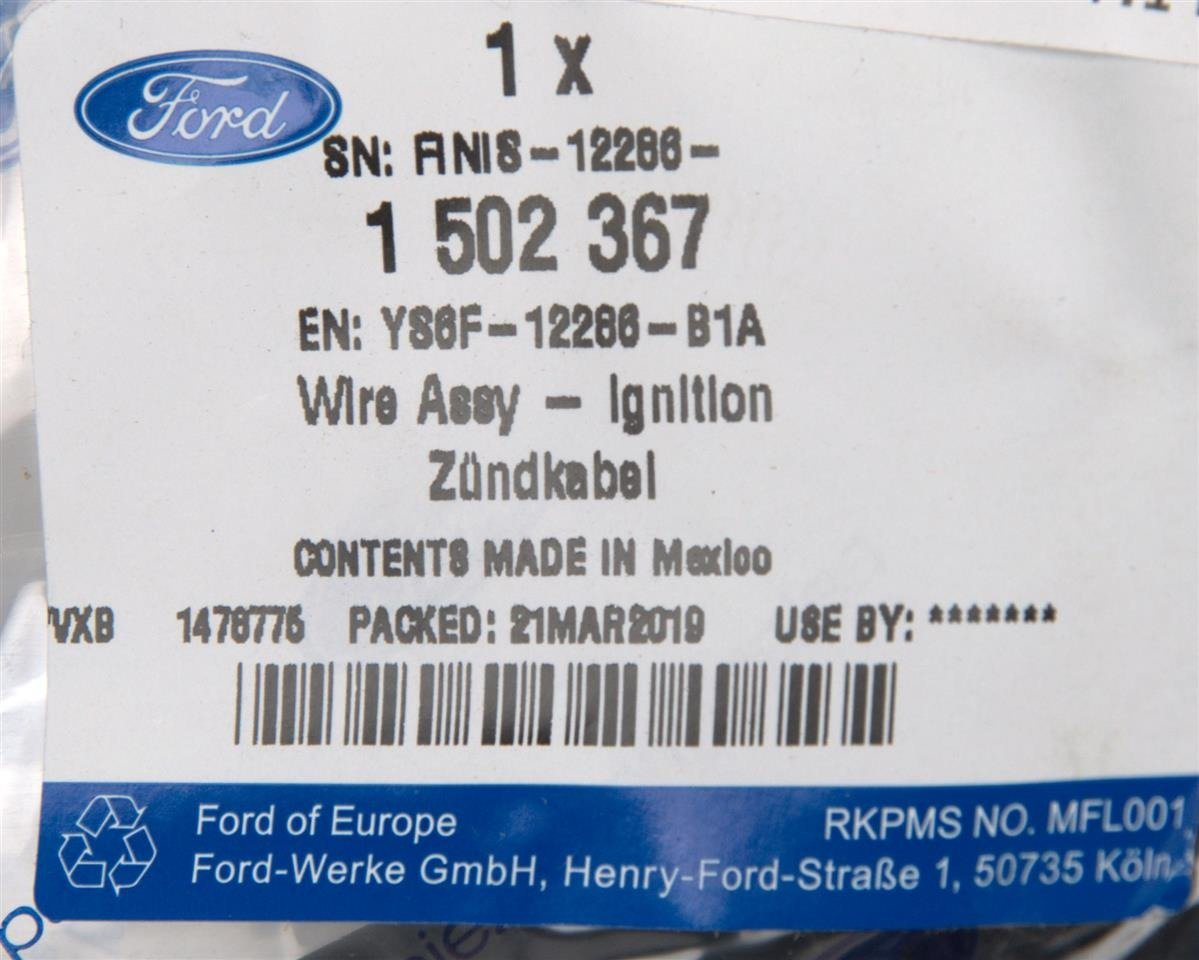 1 x
Ford
SN: ANIS-12286-
1 502 367
EN: YS6F-12286-B1A
Wire Assy - Ignition
Zündkabel
CONTENTS MADE IN Mexico
VXB 1476775 PACKED: 21MAR2019 USE BY: *******
Ford of Europe RKPMS NO. MFL001
Ford-Werke GmbH, Henry-Ford-Straße 1, 50735 Köln